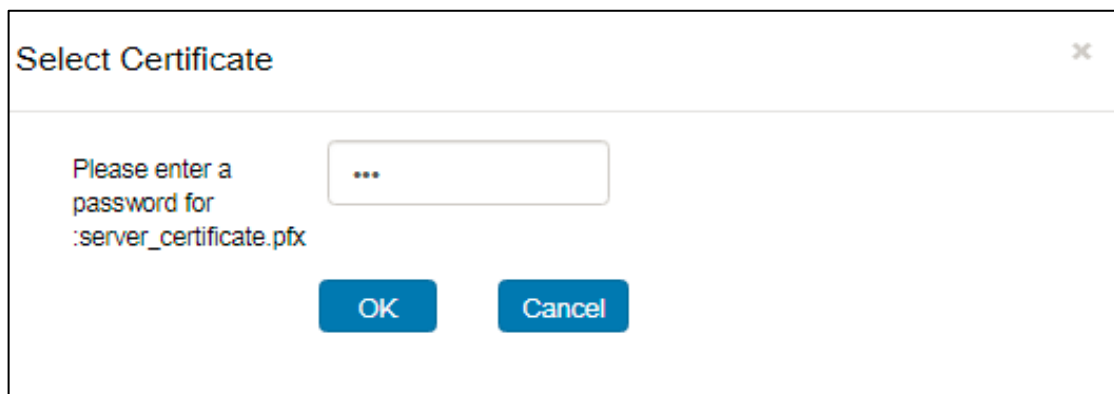 Select Certificate
×
Please enter a
•••
password for
:server_certificate.pfx
OK Cancel